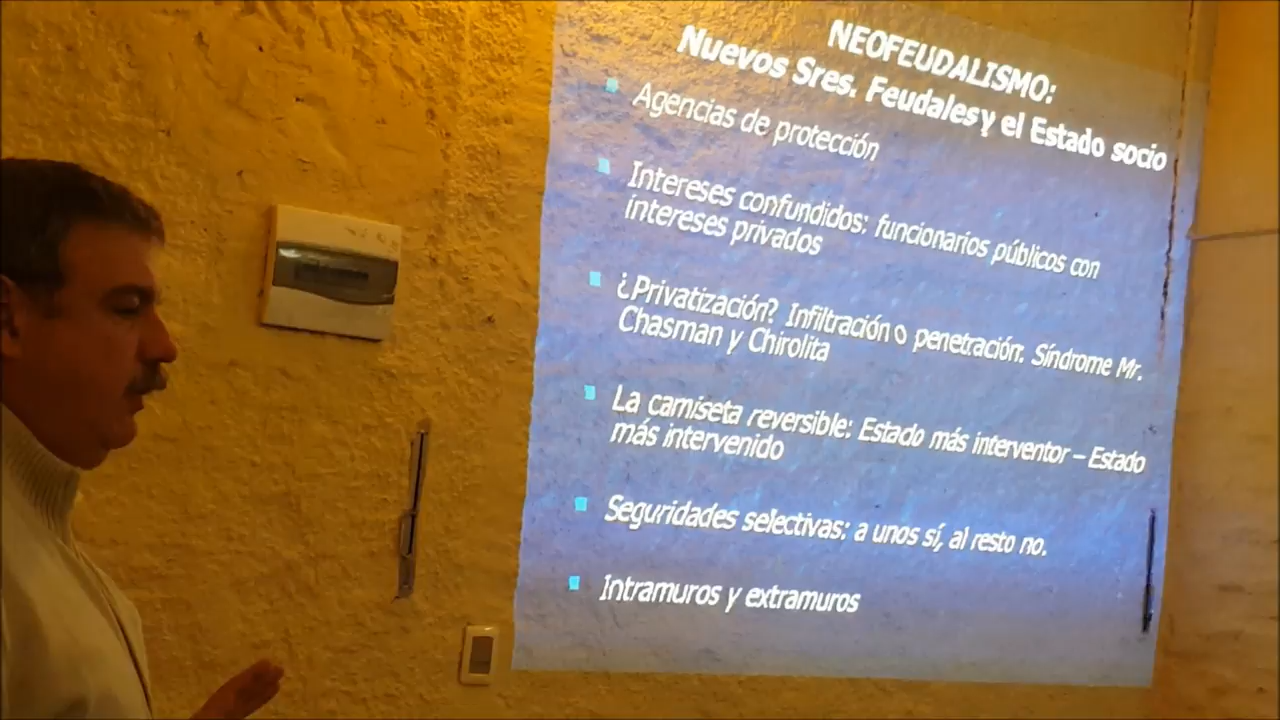 NEOFEUDALISMO:
Nuevos Sres. Feudales y el Estado socio
Agencias de protección
Intereses confundidos: funcionarios públicos con
intereses privados
¿Privatización? Infiltración o penetración: Síndrome Mr.
Chasman y Chirolita
La camiseta reversible: Estado más interventor – Estado
más intervenido
Seguridades selectivas: a unos sí, al resto no.
Intramuros y extramuros